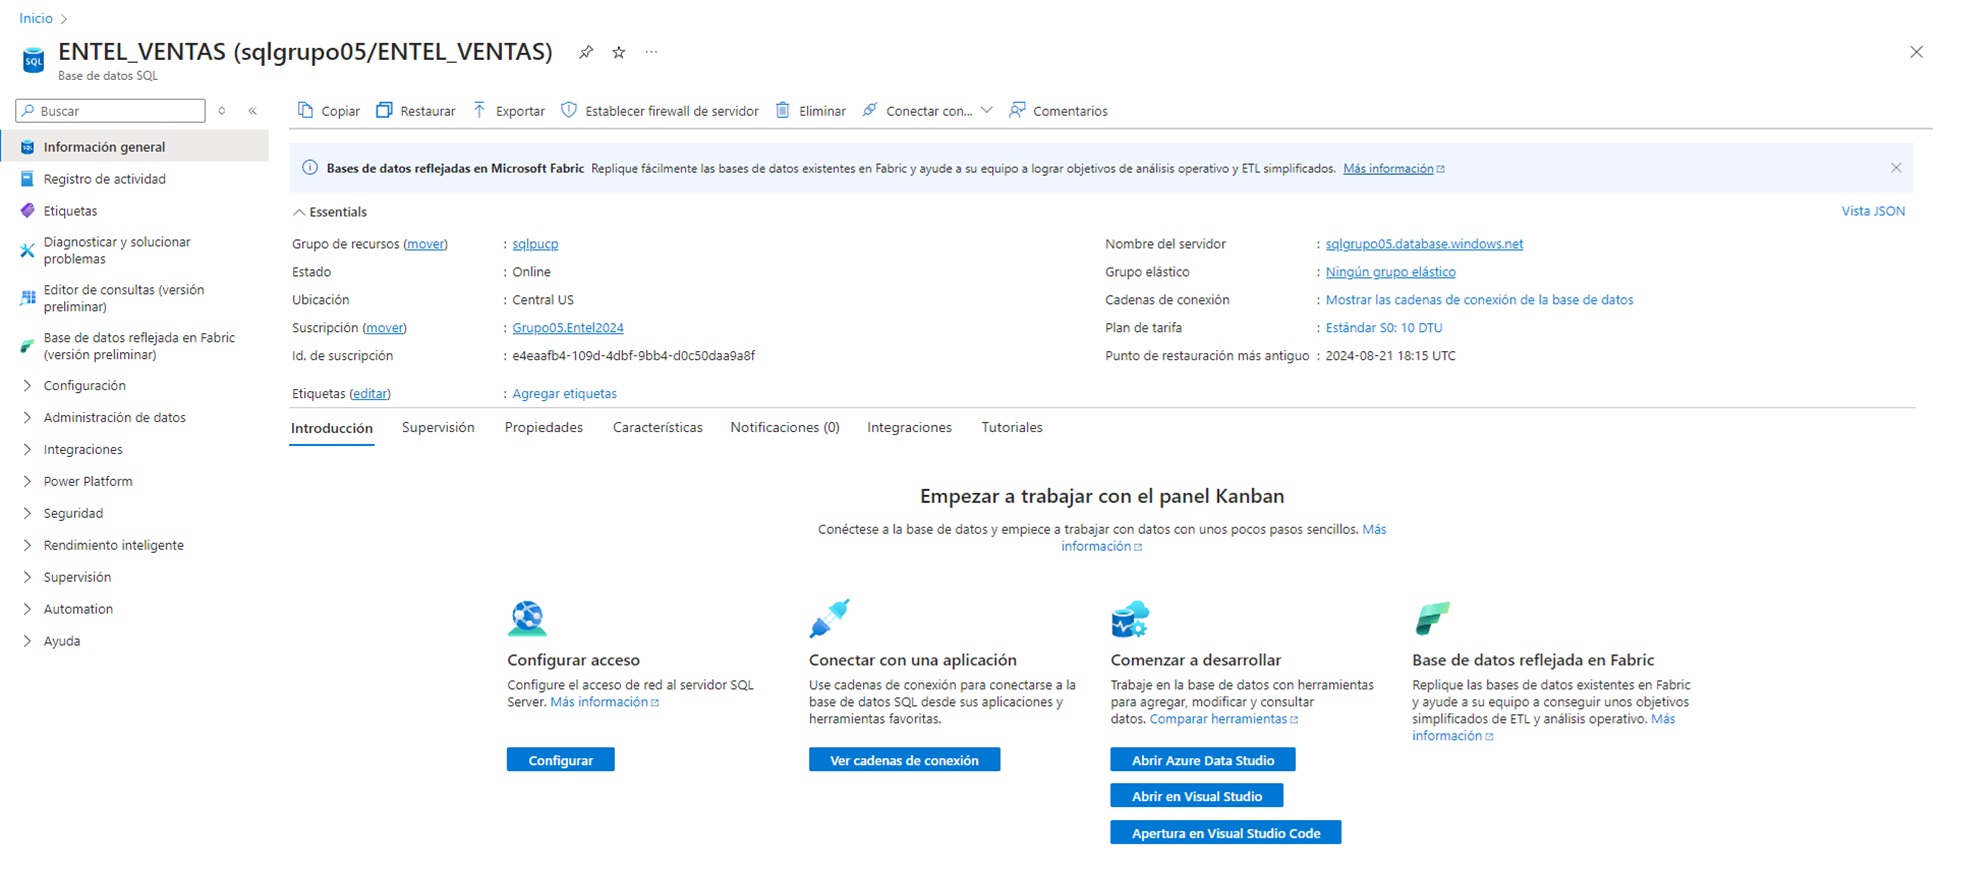 Inicio
ENTEL_VENTAS (sqlgrupo05/ENTEL_VENTAS)
Base de datos SQL
Buscar
Copiar Restaurar Exportar Establecer firewall de servidor Eliminar Conectar con... Comentarios
Información general
Registro de actividad
Etiquetas
Diagnosticar y solucionar
problemas
Editor de consultas (versión
preliminar)
Base de datos reflejada en Fabric
(versión preliminar)
Configuración
Administración de datos
Integraciones
Power Platform
Seguridad
Rendimiento inteligente
Supervisión
Automation
Ayuda
Bases de datos reflejadas en Microsoft Fabric Replique fácilmente las bases de datos existentes en Fabric y ayude a su equipo a lograr objetivos de análisis operativo y ETL simplificados. Más información
Essentials
Vista JSON
Grupo de recursos (mover) : sqlpucp
Estado : Online
Ubicación : Central US
Suscripción (mover) : Grupo05.Entel2024
Id. de suscripción : e4eaafb4-109d-4dbf-9bb4-d0c50daa9a8f
Nombre del servidor : sqlgrupo05.database.windows.net
Grupo elástico : Ningún grupo elástico
Cadenas de conexión : Mostrar las cadenas de conexión de la base de datos
Plan de tarifa : Estándar S0: 10 DTU
Punto de restauración más antiguo : 2024-08-21 18:15 UTC
Etiquetas (editar) : Agregar etiquetas
Introducción Supervisión Propiedades Características Notificaciones (0) Integraciones Tutoriales
Empezar a trabajar con el panel Kanban
Conéctese a la base de datos y empiece a trabajar con datos con unos pocos pasos sencillos. Más
información
Configurar acceso
Configure el acceso de red al servidor SQL
Server. Más información
Configurar
Conectar con una aplicación
Use cadenas de conexión para conectarse a la
base de datos SQL desde sus aplicaciones y
herramientas favoritas.
Ver cadenas de conexión
Comenzar a desarrollar
Trabaje en la base de datos con herramientas
para agregar, modificar y consultar
datos. Comparar herramientas
Abrir Azure Data Studio
Abrir en Visual Studio
Apertura en Visual Studio Code
Base de datos reflejada en Fabric
Replique las bases de datos existentes en Fabric
y ayude a su equipo a conseguir unos objetivos
simplificados de ETL y análisis operativo. Más
información